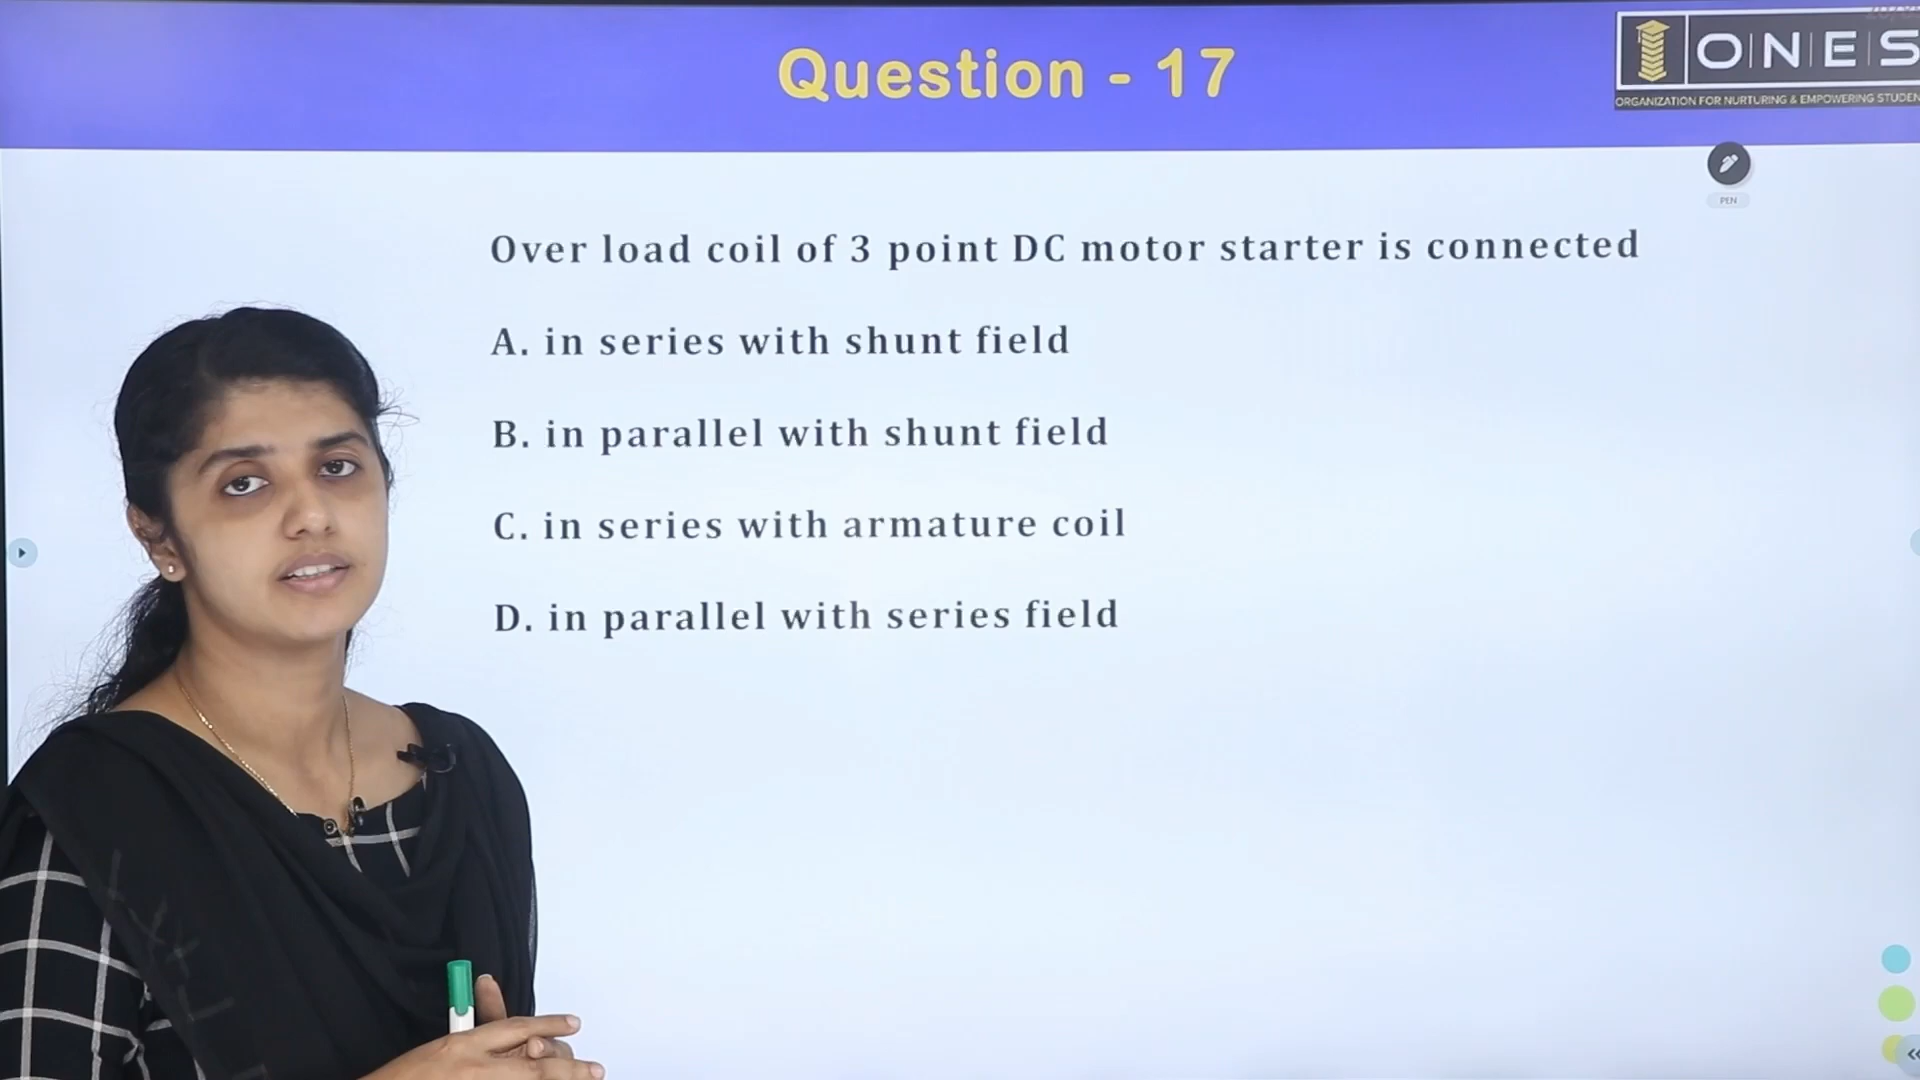 Question - 17
O|N|E|S
ORGANIZATION FOR NURTURING & EMPOWERING
PEN
Over load coil of 3 point DC motor starter is connected
A. in series with shunt field
B. in parallel with shunt field
C. in series with armature coil
D. in parallel with series field